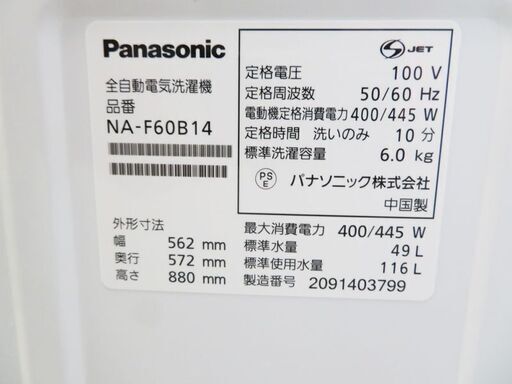 Panasonic
全自動電気洗濯機
品番
NA-F60B14
外形寸法
幅 562 mm
奥行 572 mm
高さ 880 mm
S JET
定格電圧 100 V
定格周波数 50/60 Hz
電動機定格消費電力 400/445 W
定格時間 洗いのみ 10 分
標準洗濯容量 6.0 kg
PS E パナソニック株式会社
中国製
最大消費電力 400/445 W
標準水量 49 L
標準使用水量 116 L
製造番号 2091403799